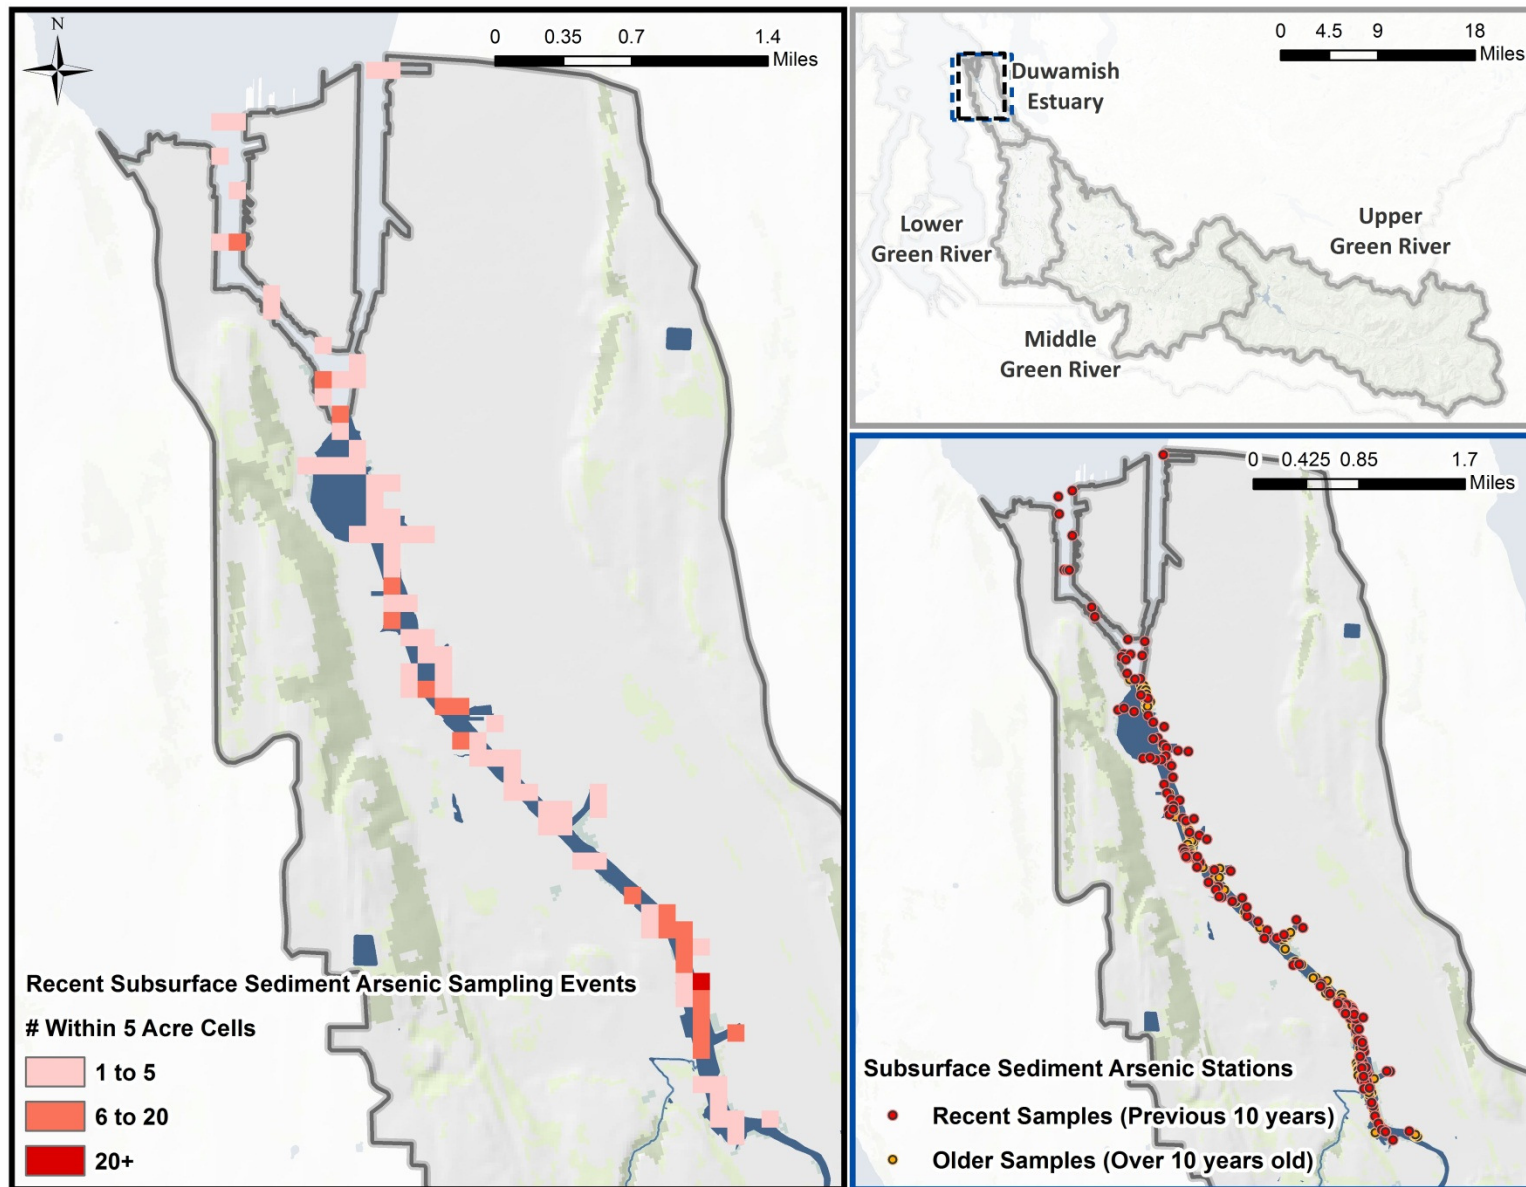 N
0 0.35 0.7 1.4
Miles
Recent Subsurface Sediment Arsenic Sampling Events
# Within 5 Acre Cells
1 to 5
6 to 20
20+
0 4.5 9 18
Miles
Duwamish
Estuary
Lower
Green River
Upper
Green River
Middle
Green River
0 0.425 0.85 1.7
Miles
Subsurface Sediment Arsenic Stations
Recent Samples (Previous 10 years)
Older Samples (Over 10 years old)